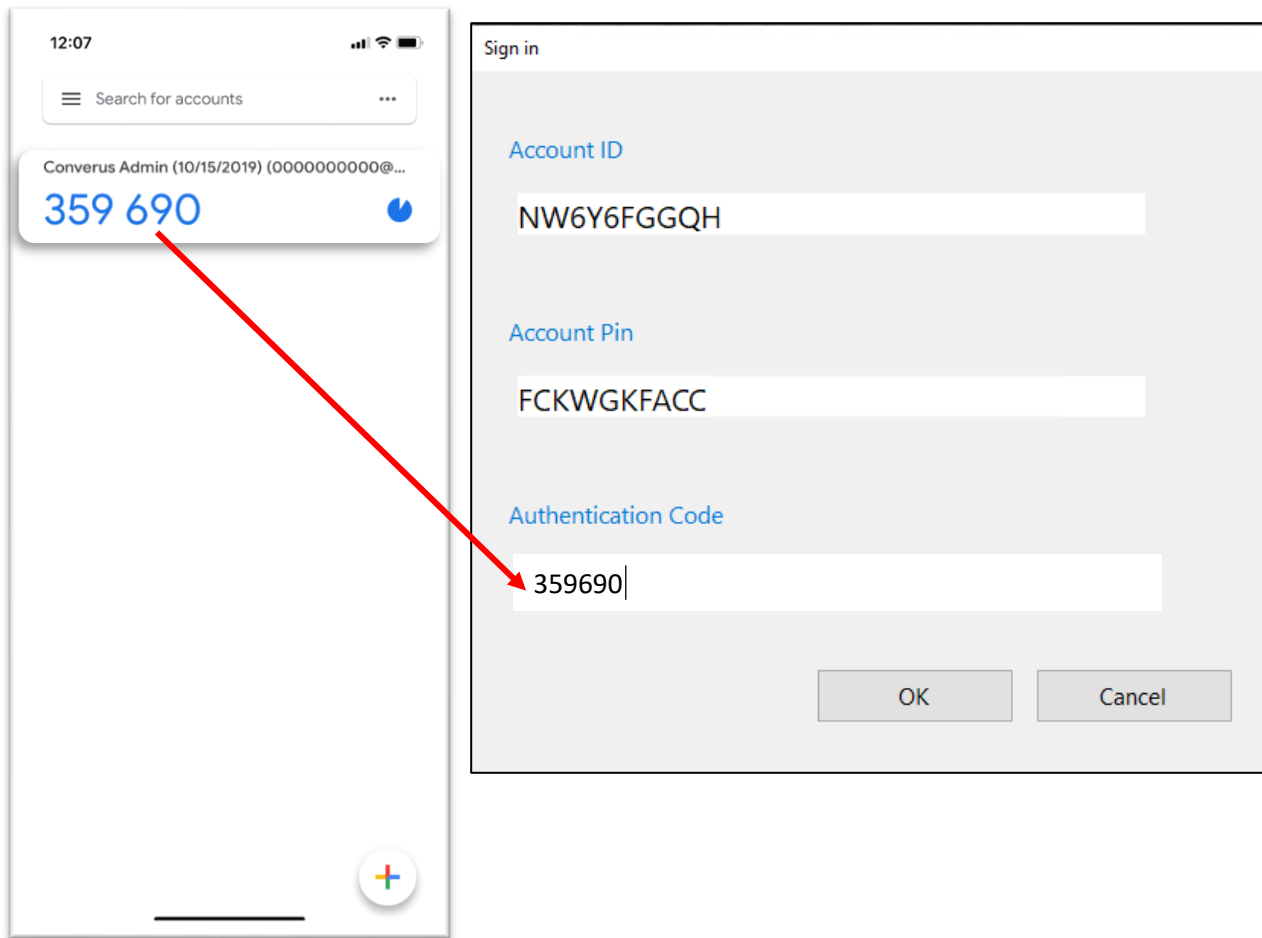 12:07
Search for accounts
Converus Admin (10/15/2019) (0000000000@...
359 690
Sign in
Account ID
NW6Y6FGGQH
Account Pin
FCKWGKFACC
Authentication Code
359690
OK
Cancel